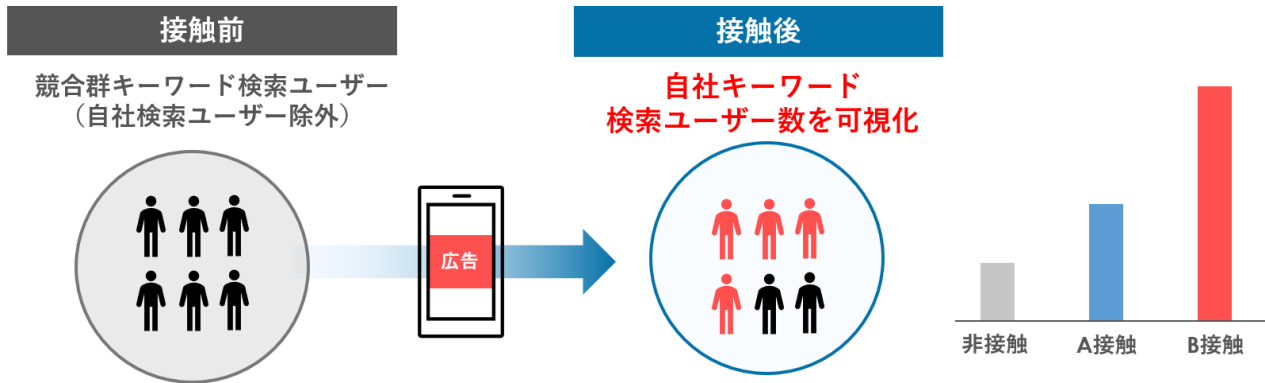 接触前
競合群キーワード検索ユーザー
（自社検索ユーザー除外）
広告
接触後
自社キーワード
検索ユーザー数を可視化
非接触
A接触
B接触